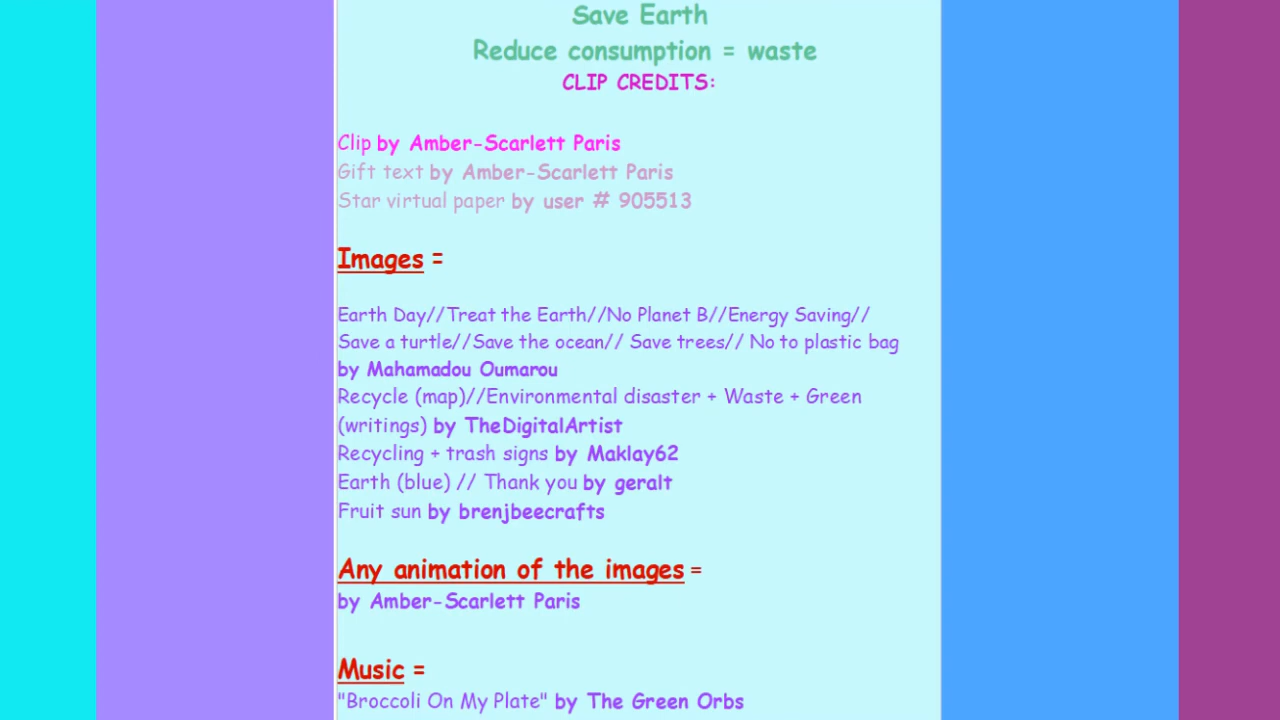 Save Earth
Reduce consumption = waste
CLIP CREDITS:
Clip by Amber-Scarlett Paris
Gift text by Amber-Scarlett Paris
Star virtual paper by user # 905513
Images =
Earth Day//Treat the Earth//No Planet B//Energy Saving//
Save a turtle//Save the ocean// Save trees// No to plastic bag
by Mahamadou Oumarou
Recycle (map)//Environmental disaster + Waste + Green
(writings) by TheDigitalArtist
Recycling + trash signs by Maklay62
Earth (blue) // Thank you by geralt
Fruit sun by brenjbeecrafts
Any animation of the images =
by Amber-Scarlett Paris
Music =
"Broccoli On My Plate" by The Green Orbs